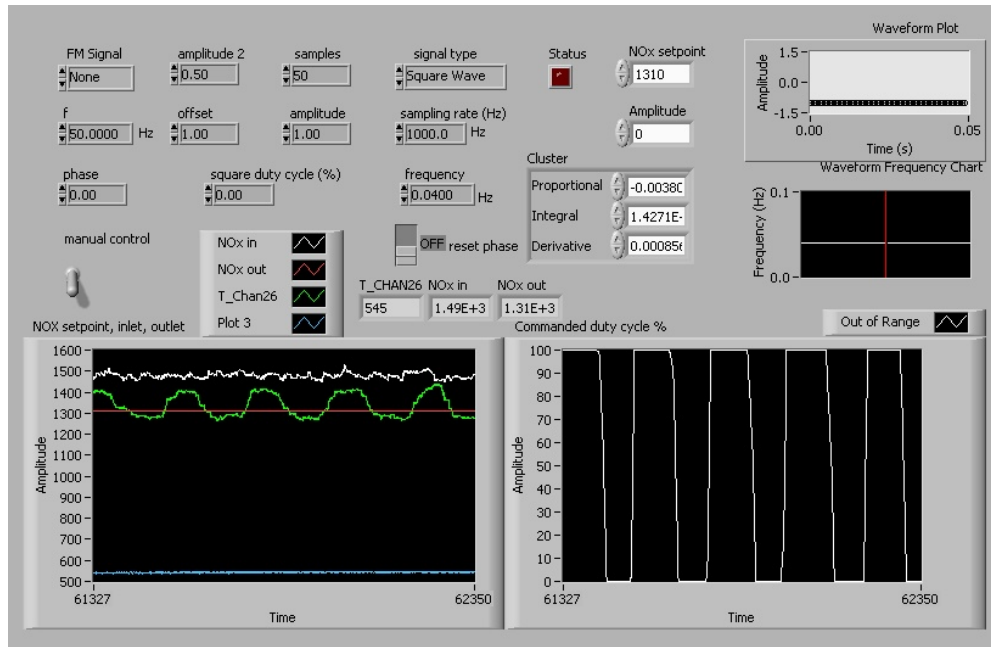 FM Signal amplitude 2 samples signal type Status NOx setpoint
None 0.50 50 Square Wave 1310
f offset amplitude sampling rate (Hz) Amplitude
50.0000 Hz 1.00 1.00 1000.0 Hz 0
phase square duty cycle (%) frequency
0.00 0.00 0.0400 Hz
Cluster
Proportional -0.0038
Integral 1.4271E-
Derivative 0.00085
manual control
OFF reset phase
NOx in
NOx out
T_Chan26
Plot 3
T_CHAN26 NOx in NOx out
545 1.49E+3 1.31E+3
Waveform Plot
Amplitude
1.5
0.0
-1.5
0.00 0.05
Time (s)
Waveform Frequency Chart
Frequency (Hz)
0.1
0.0
NOX setpoint, inlet, outlet
Amplitude
1600
1500
1400
1300
1200
1100
1000
900
800
700
600
500
61327 62350
Time
Commanded duty cycle %
Out of Range
Amplitude
100
90
80
70
60
50
40
30
20
10
0
61327 62350
Time